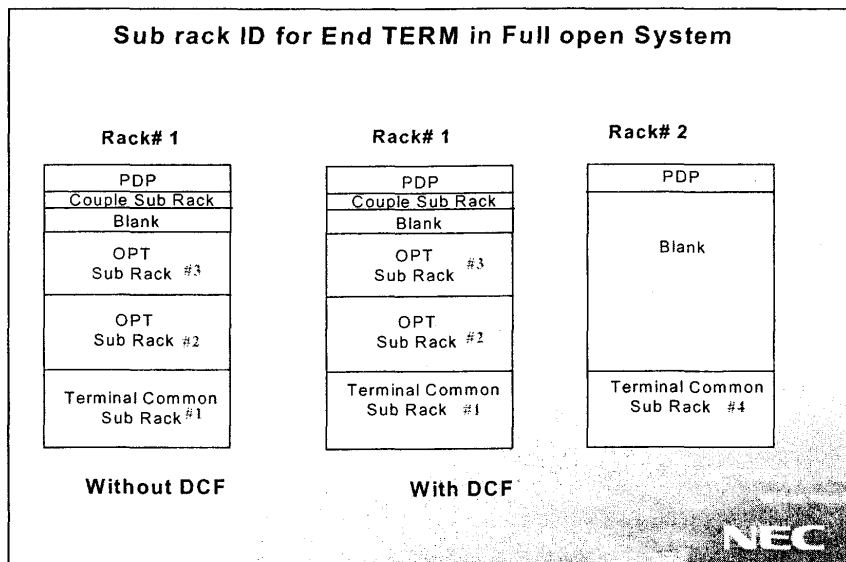 Sub rack ID for End TERM in Full open System
Rack# 1
PDP
Couple Sub Rack
Blank
OPT
Sub Rack #3
OPT
Sub Rack #2
Terminal Common
Sub Rack #1
Without DCF
Rack# 1
PDP
Couple Sub Rack
Blank
OPT
Sub Rack #3
OPT
Sub Rack #2
Terminal Common
Sub Rack #1
With DCF
Rack# 2
PDP
Blank
Terminal Common
Sub Rack #4
NEC